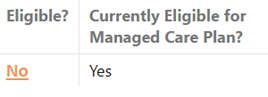 Eligible?
Currently Eligible for
Managed Care Plan?
No
Yes